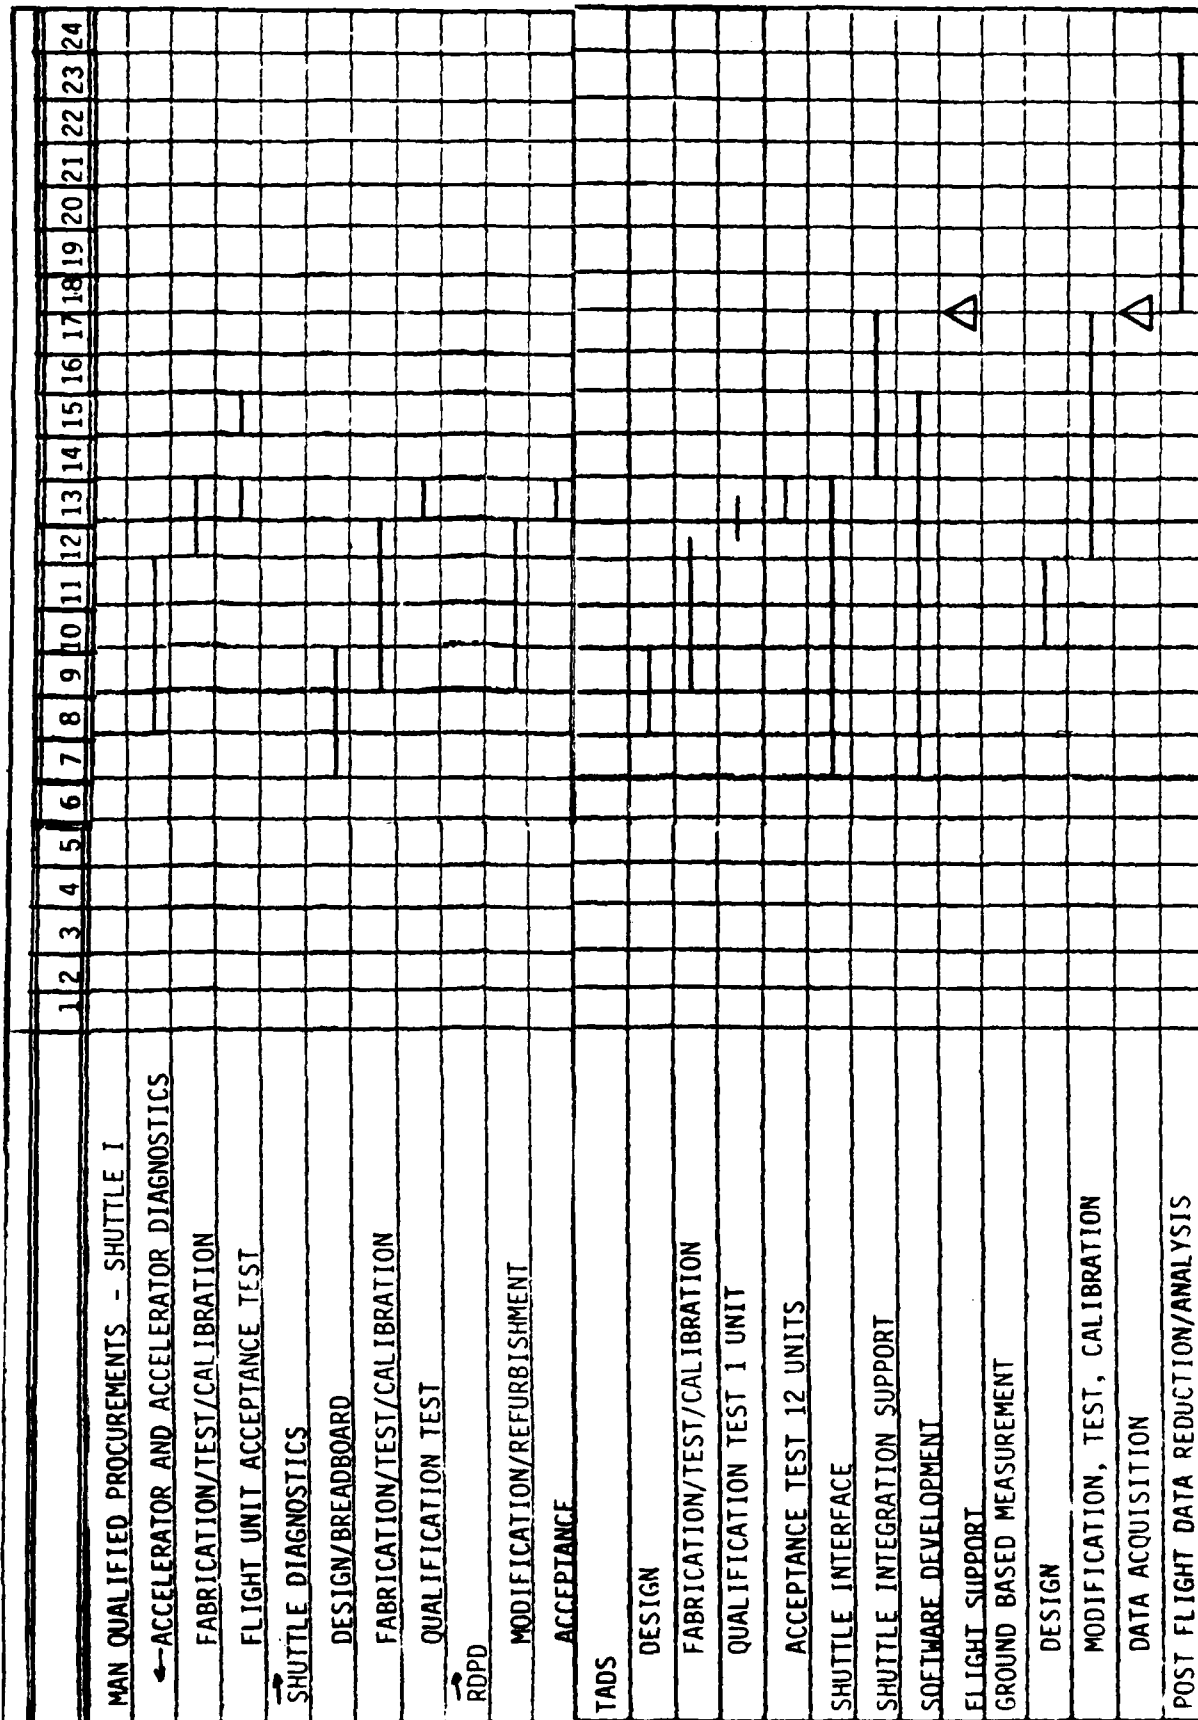 1 2 3 4 5 6 7 8 9 10 11 12 13 14 15 16 17 18 19 20 21 22 23 24
MAN QUALIFIED PROCUREMENTS - SHUTTLE I
←ACCELERATOR AND ACCELERATOR DIAGNOSTICS
FABRICATION/TEST/CALIBRATION
FLIGHT UNIT ACCEPTANCE TEST
→
SHUTTLE DIAGNOSTICS
DESIGN/BREADBOARD
FABRICATION/TEST/CALIBRATION
QUALIFICATION TEST
→
RDPD
MODIFICATION/REFURBISHMENT
ACCEPTANCE
TADS
DESIGN
FABRICATION/TEST/CALIBRATION
QUALIFICATION TEST 1 UNIT
ACCEPTANCE TEST 12 UNITS
SHUTTLE INTERFACE
SHUTTLE INTEGRATION SUPPORT
SOFTWARE DEVELOPMENT
FLIGHT SUPPORT
GROUND BASED MEASUREMENT
DESIGN
MODIFICATION, TEST, CALIBRATION
DATA ACQUISITION
POST FLIGHT DATA REDUCTION/ANALYSIS